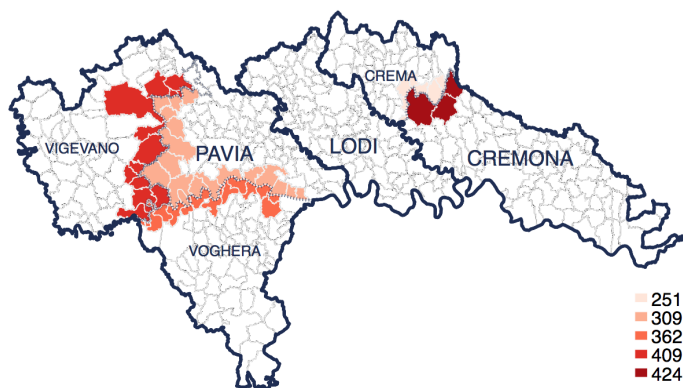 CREMA
VIGEVANO
PAVIA
LODI
CREMONA
VOGHERA
251
309
362
409
424